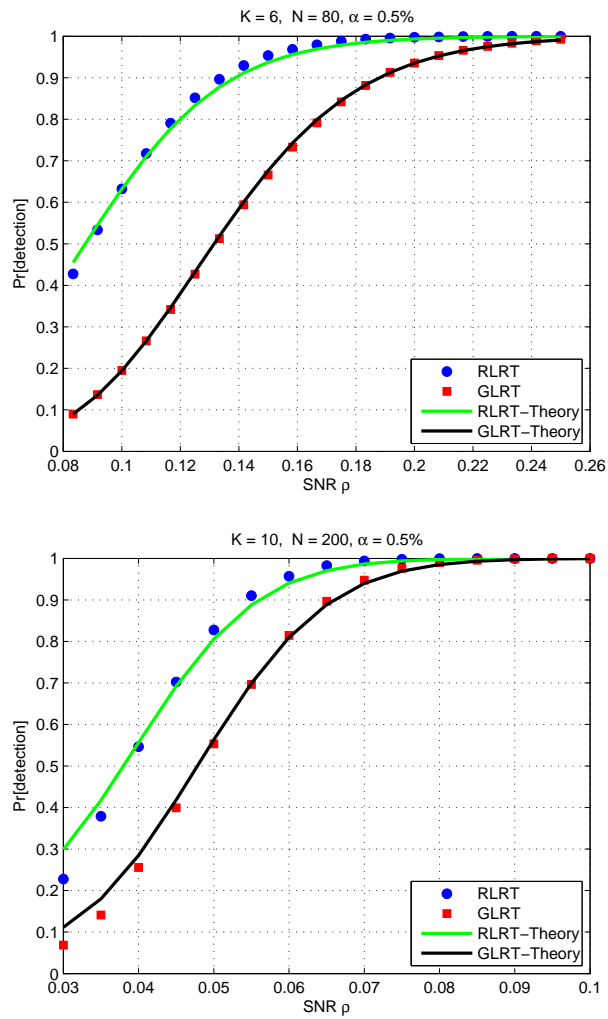 K = 6, N = 80, α = 0.5%
1
0.9
0.8
0.7
0.6
0.5
0.4
0.3
0.2
0.1
0
Pr[detection]
0.08 0.1 0.12 0.14 0.16 0.18 0.2 0.22 0.24 0.26
SNR ρ
RLRT
GLRT
RLRT−Theory
GLRT−Theory
K = 10, N = 200, α = 0.5%
1
0.9
0.8
0.7
0.6
0.5
0.4
0.3
0.2
0.1
0
Pr[detection]
0.03 0.04 0.05 0.06 0.07 0.08 0.09 0.1
SNR ρ
RLRT
GLRT
RLRT−Theory
GLRT−Theory